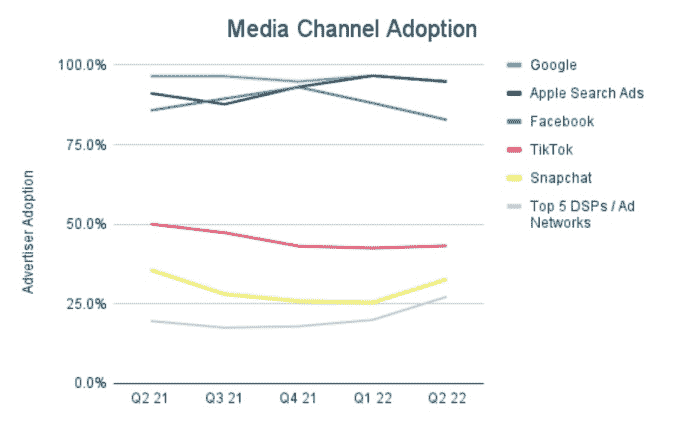 Media Channel Adoption
100.0%
75.0%
50.0%
25.0%
0.0%
Advertiser Adoption
Q2 21
Q3 21
Q4 21
Q1 22
Q2 22
Google
Apple Search Ads
Facebook
TikTok
Snapchat
Top 5 DSPs / Ad
Networks